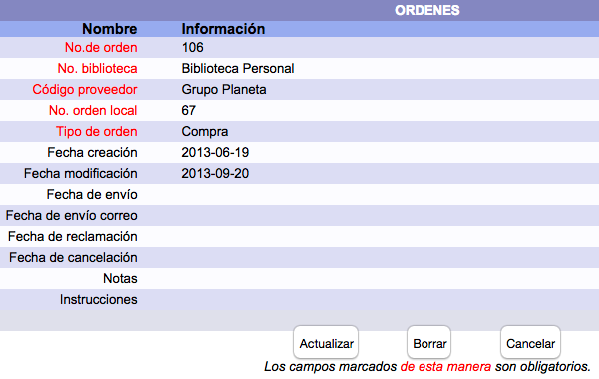 ORDENES
Nombre Información
No.de orden 106
No. biblioteca Biblioteca Personal
Código proveedor Grupo Planeta
No. orden local 67
Tipo de orden Compra
Fecha creación 2013-06-19
Fecha modificación 2013-09-20
Fecha de envío
Fecha de envío correo
Fecha de reclamación
Fecha de cancelación
Notas
Instrucciones
Actualizar Borrar Cancelar
Los campos marcados de esta manera son obligatorios.